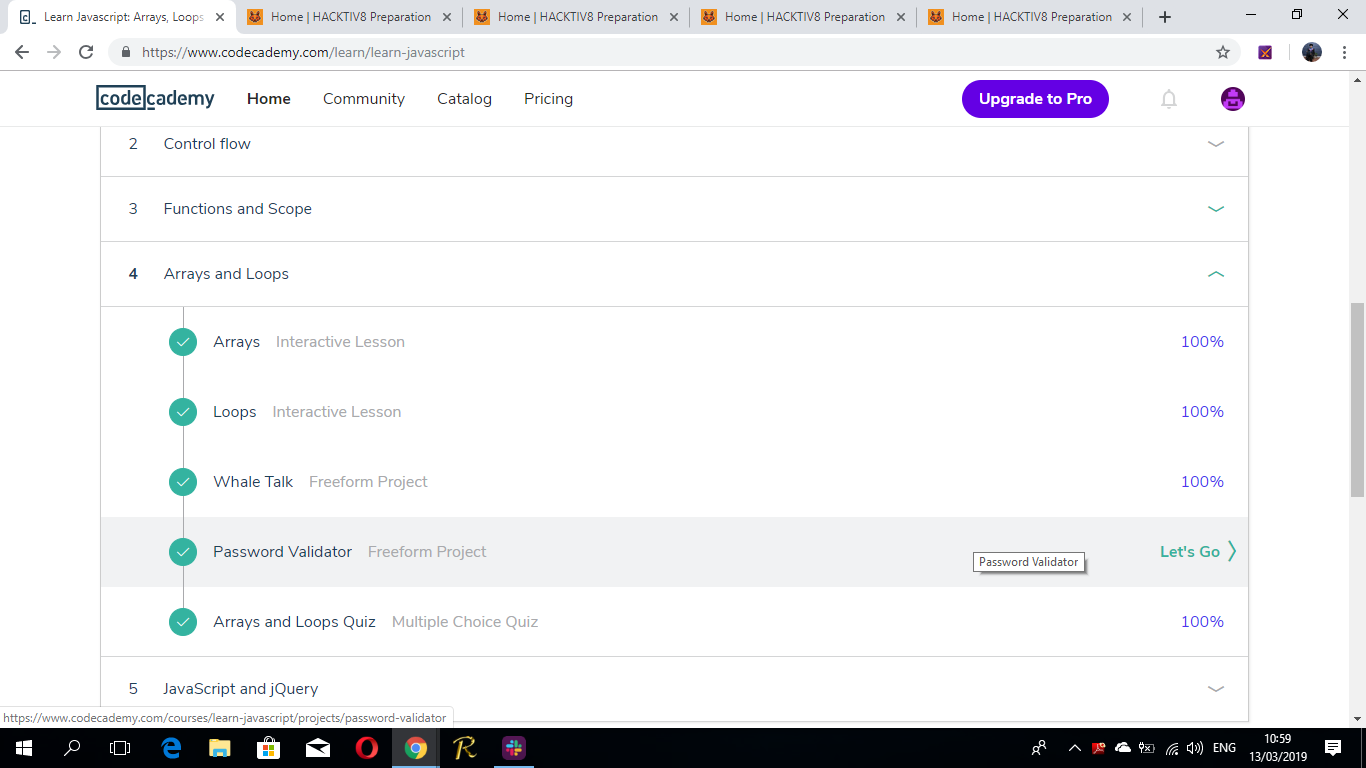 Learn Javascript: Arrays, Loops
Home | HACKTIV8 Preparation
Home | HACKTIV8 Preparation
Home | HACKTIV8 Preparation
Home | HACKTIV8 Preparation
https://www.codecademy.com/learn/learn-javascript
codecademy
Home
Community
Catalog
Pricing
Upgrade to Pro
2 Control flow
3 Functions and Scope
4 Arrays and Loops
Arrays Interactive Lesson 100%
Loops Interactive Lesson 100%
Whale Talk Freeform Project 100%
Password Validator Freeform Project Let's Go
Password Validator
Arrays and Loops Quiz Multiple Choice Quiz 100%
5 JavaScript and jQuery
https://www.codecademy.com/courses/learn-javascript/projects/password-validator
ENG
10:59
13/03/2019